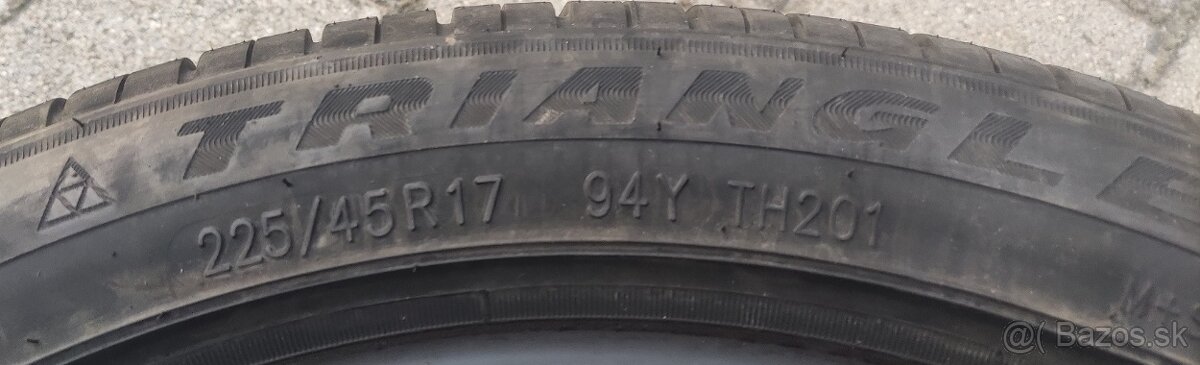 TRIANGLE
225/45R17 94Y TH201
M+
@( Bazos.sk